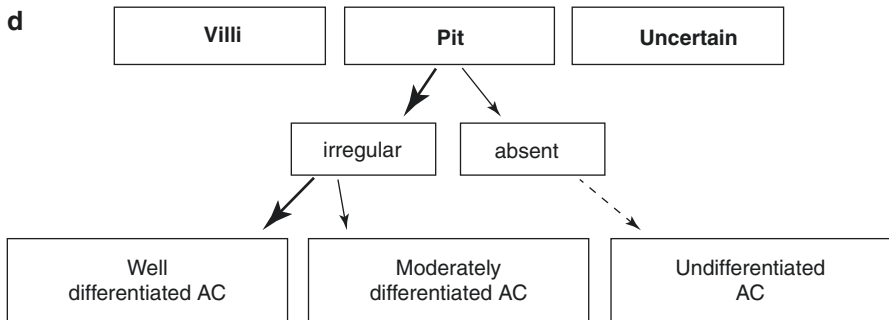 d
Villi
Pit
Uncertain
irregular
absent
Well
differentiated AC
Moderately
differentiated AC
Undifferentiated
AC